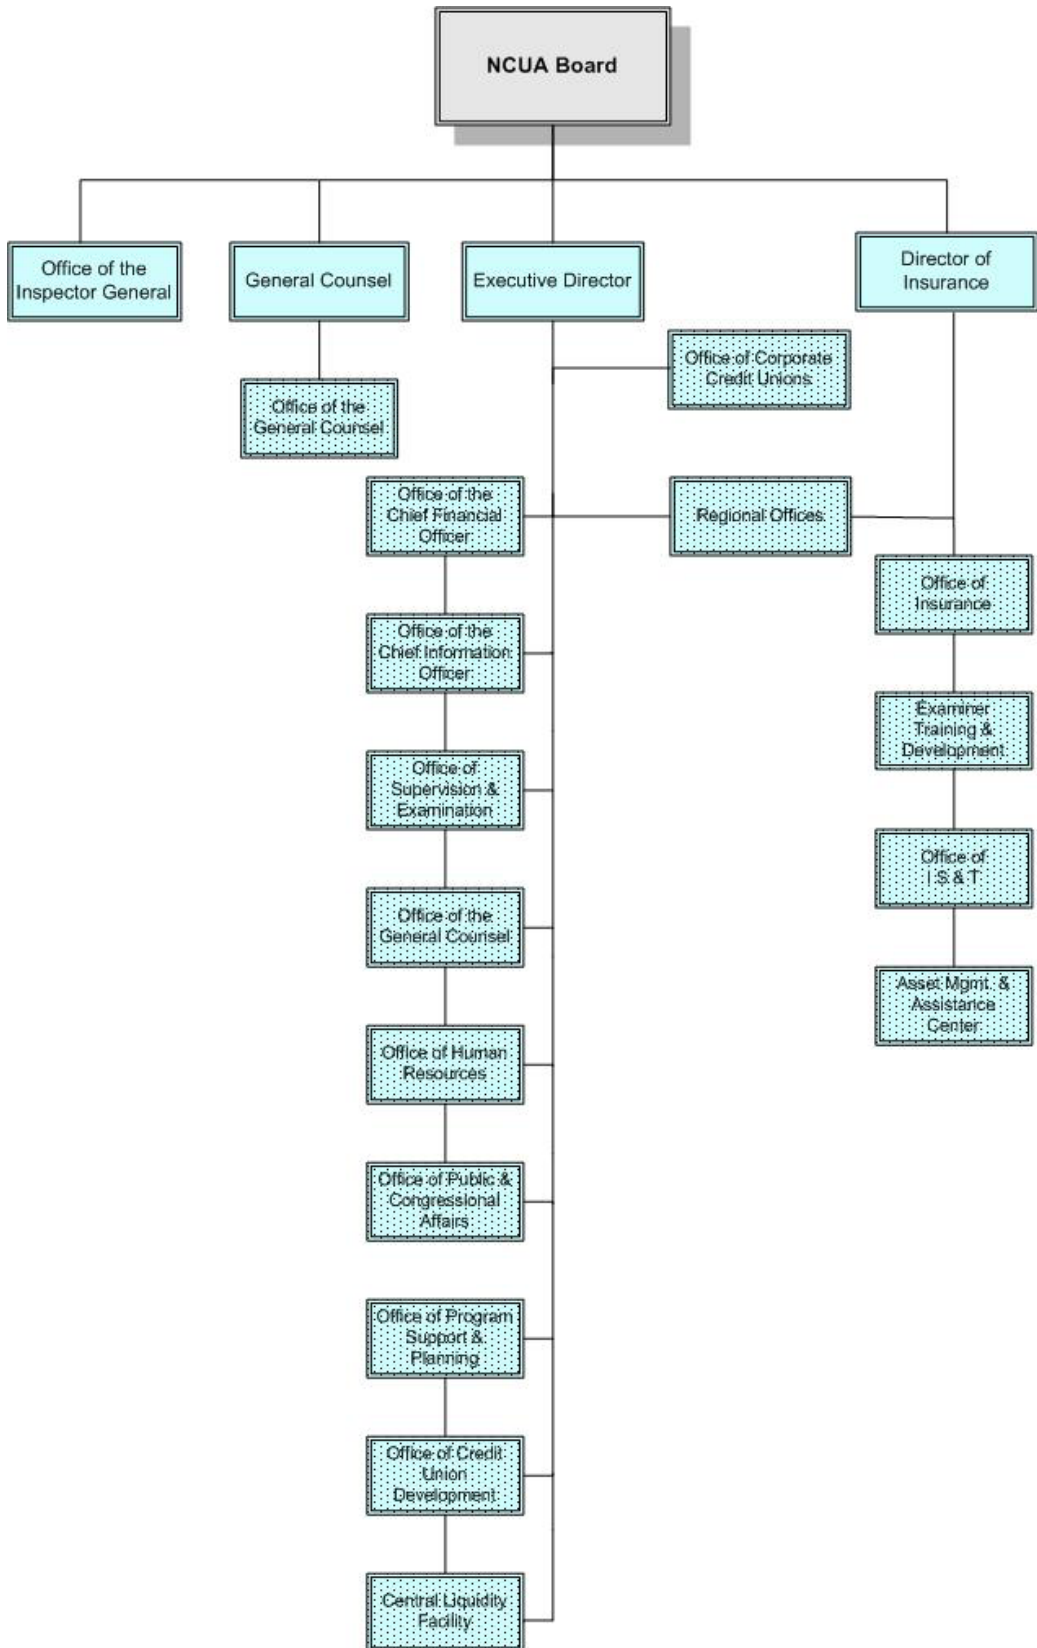 NCUA Board
Office of the
Inspector General
General Counsel
Executive Director
Director of
Insurance
Office of Corporate
Credit Unions
Office of the
General Counsel
Office of the
Chief Financial
Officer
Regional Offices
Office of
Insurance
Office of the
Chief Information
Officer
Examiner
Training &
Development
Office of
Supervision &
Examination
Office of
I.S & T
Office of the
General Counsel
Asset Mgmt. &
Assistance
Center
Office of Human
Resources
Office of Public &
Congressional
Affairs
Office of Program
Support &
Planning
Office of Credit
Union
Development
Central Liquidity
Facility